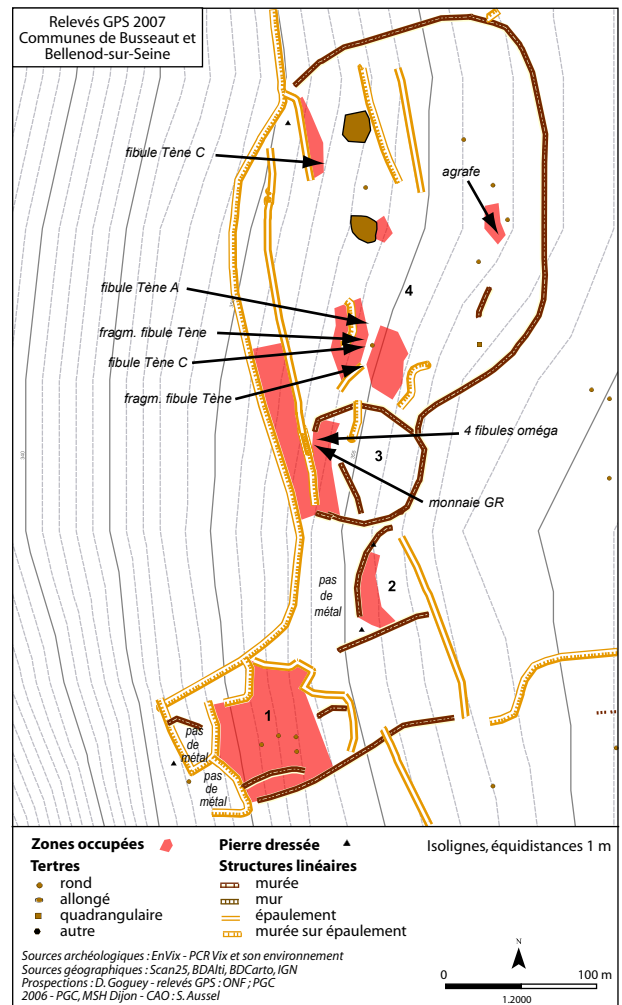 Relevés GPS 2007
Communes de Busseaut et
Bellenod-sur-Seine
fibule Tène C
agrafe
4
fibule Tène A
fragm. fibule Tène
fibule Tène C
fragm. fibule Tène
4 fibules oméga
3
monnaie GR
340
2
pas
de
métal
1
pas
de
métal
pas de
métal
Zones occupées
Pierre dressée
Isolignes, équidistances 1 m
Tertres
Structures linéaires
rond
murée
allongé
mur
quadrangulaire
épaulement
autre
murée sur épaulement
Sources archéologiques : EnVix - PCR Vix et son environnement
Sources géographiques : Scan25, BDAlti, BDCarto, IGN
Prospections : D. Goguey - relevés GPS : ONF ; PGC
2006 - PGC, MSH Dijon - CAO : S. Aussel
N
0
100 m
1.2000